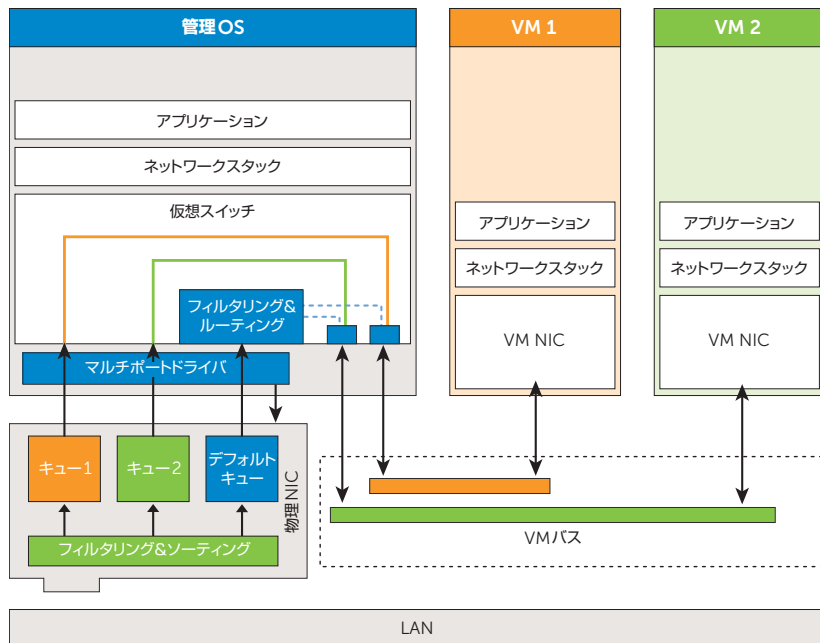 管理OS
アプリケーション
ネットワークスタック
仮想スイッチ
フィルタリング&
ルーティング
マルチポートドライバ
キュー1
キュー2
デフォルト
キュー
物理NIC
フィルタリング&ソーティング
VM 1
アプリケーション
ネットワークスタック
VM NIC
VM 2
アプリケーション
ネットワークスタック
VM NIC
VMバス
LAN